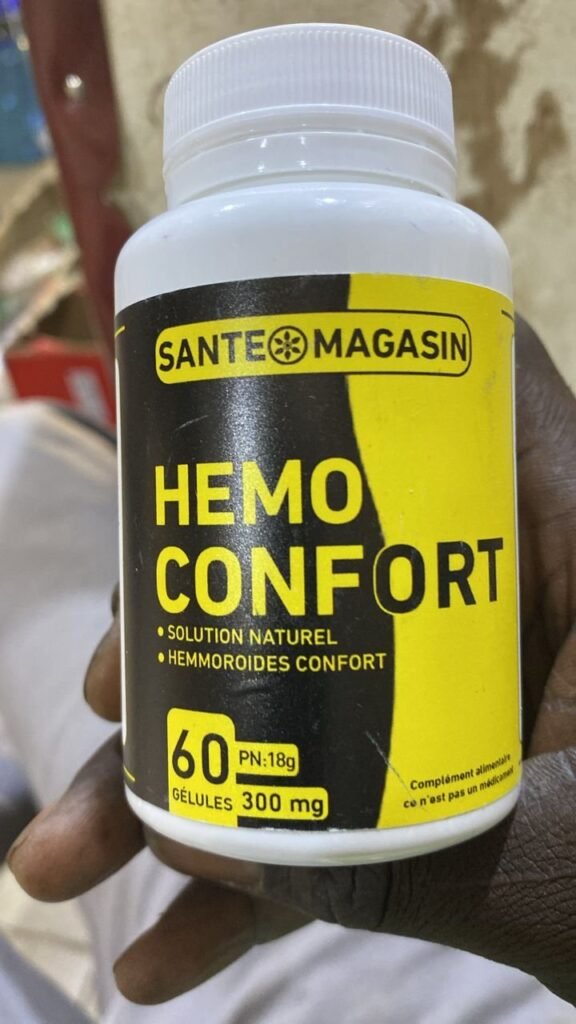 SANTE MAGASIN
HEMO
CONFORT
• SOLUTION NATUREL
• HEMMOROIDES CONFORT
60
GÉLULES
PN:18g
300 mg
Complément alimentaire
ce n'est pas un médicament